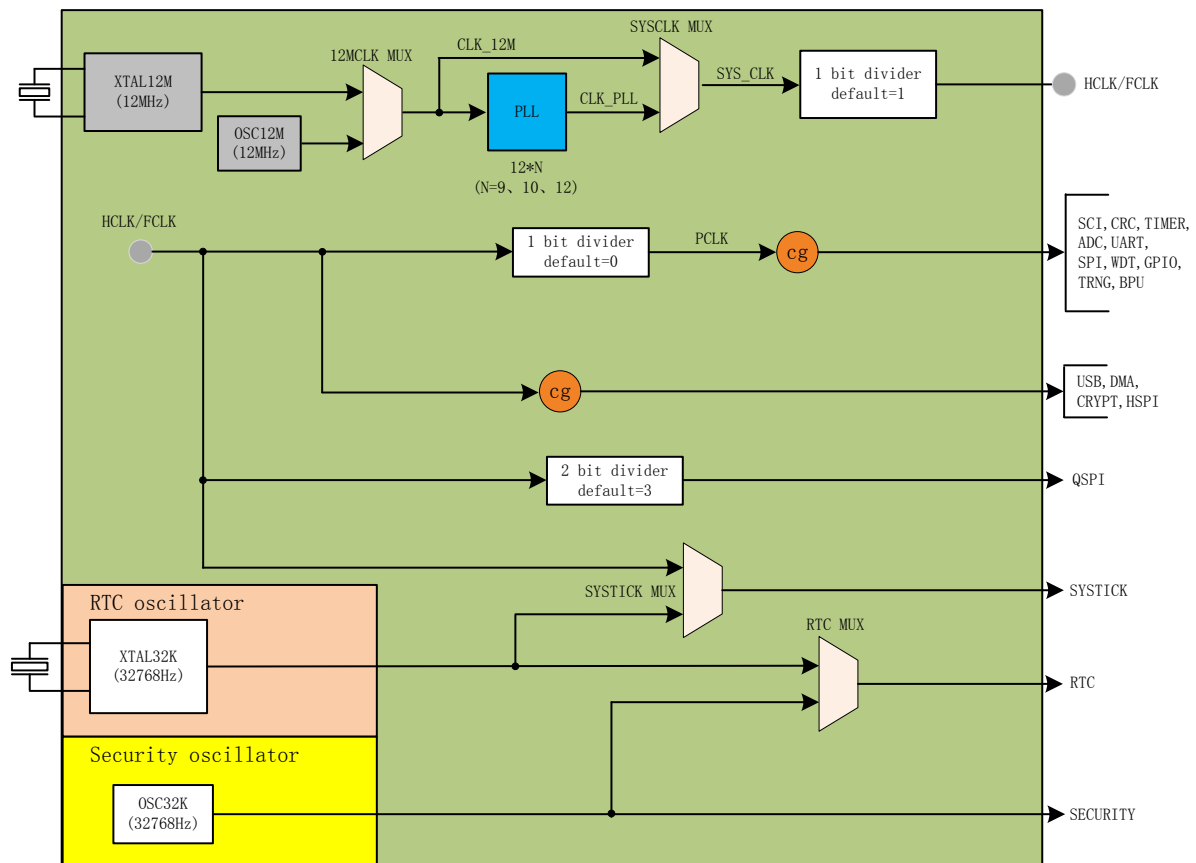 SYSCLK MUX
12MCLK MUX
CLK_12M
XTAL12M
(12MHz)
OSC12M
(12MHz)
PLL
CLK_PLL
12*N
(N=9、10、12)
SYS_CLK
1 bit divider
default=1
HCLK/FCLK
HCLK/FCLK
1 bit divider
default=0
PCLK
cg
SCI,CRC,TIMER,
ADC,UART,
SPI,WDT,GPIO,
TRNG,BPU
cg
USB,DMA,
CRYPT,HSPI
2 bit divider
default=3
QSPI
SYSTICK MUX
SYSTICK
RTC oscillator
XTAL32K
(32768Hz)
RTC MUX
RTC
Security oscillator
OSC32K
(32768Hz)
SECURITY